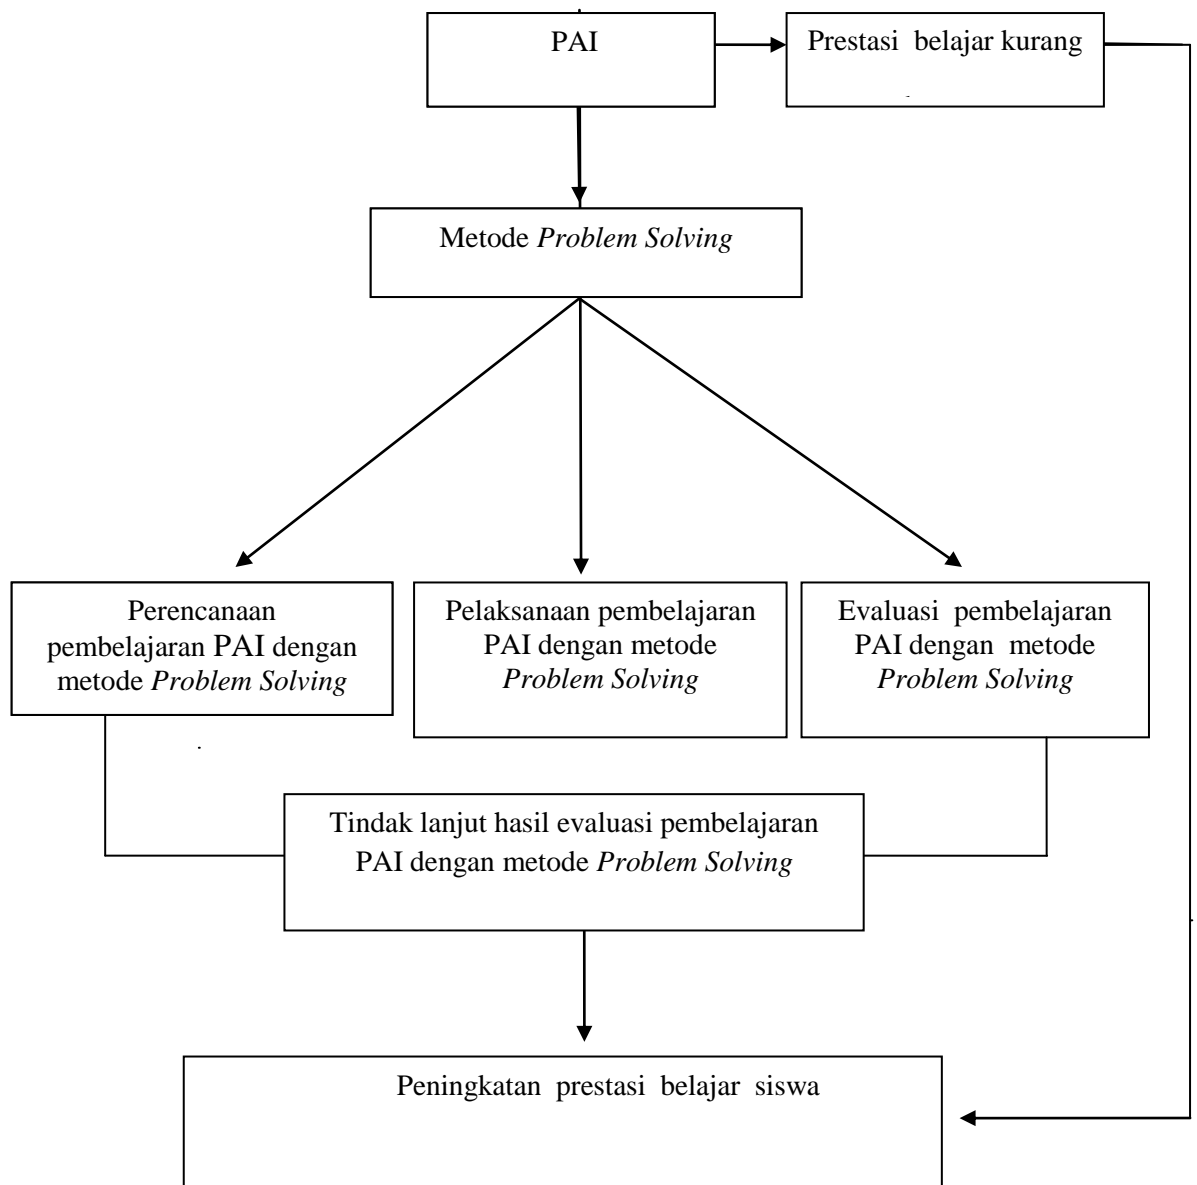 PAI
Prestasi belajar kurang
Metode Problem Solving
Perencanaan
pembelajaran PAI dengan
metode Problem Solving
Pelaksanaan pembelajaran
PAI dengan metode
Problem Solving
Evaluasi pembelajaran
PAI dengan metode
Problem Solving
Tindak lanjut hasil evaluasi pembelajaran
PAI dengan metode Problem Solving
Peningkatan prestasi belajar siswa